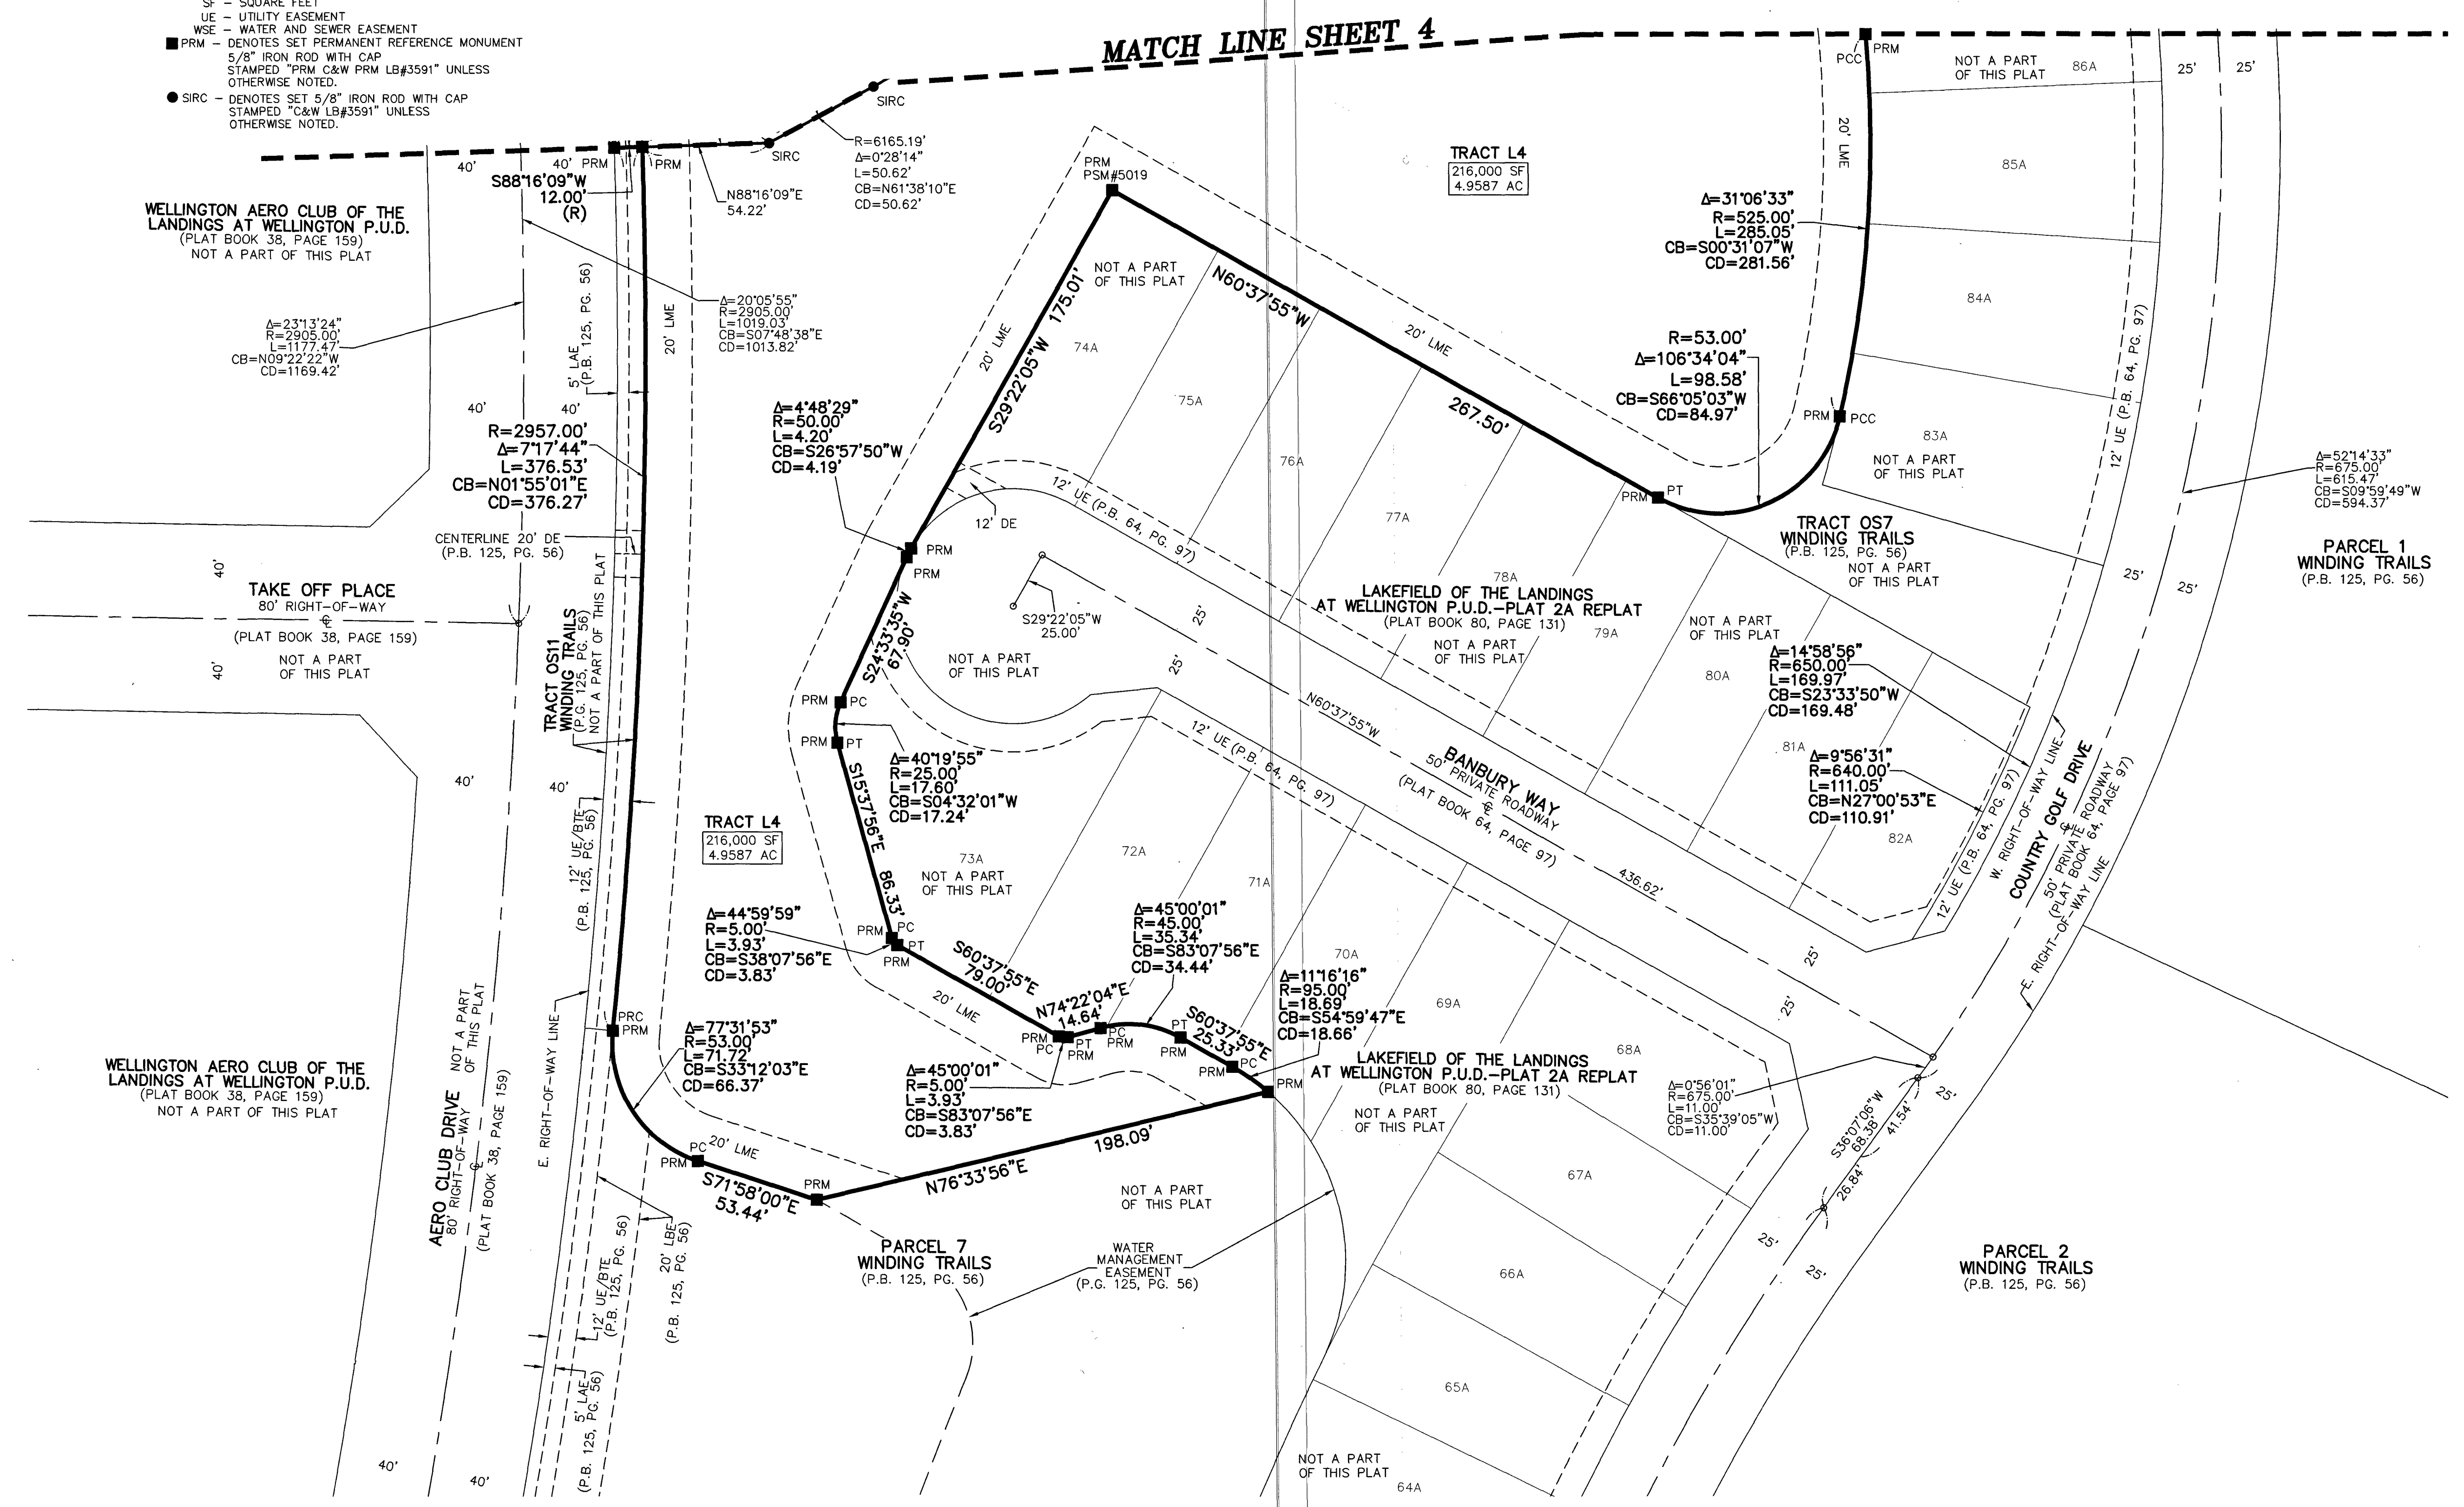 SF – SQUARE FEET
UE – UTILITY EASEMENT
WSE – WATER AND SEWER EASEMENT
PRM – DENOTES SET PERMANENT REFERENCE MONUMENT
5/8" IRON ROD WITH CAP
STAMPED "PRM C&W PRM LB#3591" UNLESS
OTHERWISE NOTED.
SIRC – DENOTES SET 5/8" IRON ROD WITH CAP
STAMPED "C&W LB#3591" UNLESS
OTHERWISE NOTED.
MATCH LINE SHEET 4
PRM
PCC
NOT A PART
OF THIS PLAT
86A
25'
25'
SIRC
SIRC
40'
40'
PRM
PRM
S88°16'09"W
12.00'
(R)
N88°16'09"E
54.22'
R=6165.19'
Δ=0°28'14"
L=50.62'
CB=N61°38'10"E
CD=50.62'
PRM
PSM#5019
TRACT L4
216,000 SF
4.9587 AC
20' LME
85A
WELLINGTON AERO CLUB OF THE
LANDINGS AT WELLINGTON P.U.D.
(PLAT BOOK 38, PAGE 159)
NOT A PART OF THIS PLAT
Δ=31°06'33"
R=525.00'
L=285.05'
CB=S00°31'07"W
CD=281.56'
84A
Δ=23°13'24"
R=2905.00'
L=1177.47'
CB=N09°22'22"W
CD=1169.42'
Δ=20°05'55"
R=2905.00'
L=1019.03'
CB=S07°48'38"E
CD=1013.82'
5' LAE
(P.B. 125, PG. 56)
20' LME
20' LME
S29°22'05"W 175.01'
NOT A PART
OF THIS PLAT
N60°37'55"W
267.50'
20' LME
74A
75A
76A
77A
78A
79A
80A
81A
82A
R=53.00'
Δ=106°34'04"
L=98.58'
CB=S66°05'03"W
CD=84.97'
PRM
PT
PRM
PCC
83A
NOT A PART
OF THIS PLAT
12' UE (P.B. 64, PG. 97)
Δ=52°14'33"
R=675.00'
L=615.47'
CB=S09°59'49"W
CD=594.37'
PARCEL 1
WINDING TRAILS
(P.B. 125, PG. 56)
TRACT OS7
WINDING TRAILS
(P.B. 125, PG. 56)
NOT A PART
OF THIS PLAT
25'
25'
40'
40'
R=2957.00'
Δ=7°17'44"
L=376.53'
CB=N01°55'01"E
CD=376.27'
Δ=4°48'29"
R=50.00'
L=4.20'
CB=S26°57'50"W
CD=4.19'
CENTERLINE 20' DE
(P.B. 125, PG. 56)
PRM
PRM
12' DE
12' UE (P.B. 64, PG. 97)
40'
TAKE OFF PLACE
80' RIGHT–OF–WAY
(PLAT BOOK 38, PAGE 159)
NOT A PART
OF THIS PLAT
40'
TRACT OS11
WINDING TRAILS
(P.G. 125, PG. 56)
NOT A PART OF THIS PLAT
S24°33'35"W
67.90'
S29°22'05"W
25.00'
NOT A PART
OF THIS PLAT
25'
25'
LAKEFIELD OF THE LANDINGS
AT WELLINGTON P.U.D.–PLAT 2A REPLAT
(PLAT BOOK 80, PAGE 131)
NOT A PART
OF THIS PLAT
NOT A PART
OF THIS PLAT
Δ=14°58'56"
R=650.00'
L=169.97'
CB=S23°33'50"W
CD=169.48'
Δ=9°56'31"
R=640.00'
L=111.05'
CB=N27°00'53"E
CD=110.91'
PRM
PC
PRM
PT
Δ=40°19'55"
R=25.00'
L=17.60'
CB=S04°32'01"W
CD=17.24'
S15°37'56"E
86.33'
N60°37'55"W
BANBURY WAY
50' PRIVATE ROADWAY
(PLAT BOOK 64, PAGE 97)
436.62'
12' UE (P.B. 64, PG. 97)
12' UE (P.B. 64, PG. 97)
W. RIGHT–OF–WAY LINE
COUNTRY GOLF DRIVE
50' PRIVATE ROADWAY
(PLAT BOOK 64, PAGE 97)
E. RIGHT–OF–WAY LINE
40'
40'
12' UE/BTE
(P.B. 125, PG. 56)
TRACT L4
216,000 SF
4.9587 AC
73A
NOT A PART
OF THIS PLAT
72A
71A
70A
69A
68A
67A
66A
65A
64A
Δ=44°59'59"
R=5.00'
L=3.93'
CB=S38°07'56"E
CD=3.83'
PRM
PC
PT
PRM
S60°37'55"E
79.00'
20' LME
N74°22'04"E
14.64'
Δ=45°00'01"
R=45.00'
L=35.34'
CB=S83°07'56"E
CD=34.44'
Δ=11°16'16"
R=95.00'
L=18.69'
CB=S54°59'47"E
CD=18.66'
S60°37'55"E
25.33'
PRM
PC
PT
PRM
PC
PRM
PT
PRM
PC
PRM
PRM
25'
25'
PRC
PRM
E. RIGHT–OF–WAY LINE
Δ=77°31'53"
R=53.00'
L=71.72'
CB=S33°12'03"E
CD=66.37'
Δ=45°00'01"
R=5.00'
L=3.93'
CB=S83°07'56"E
CD=3.83'
LAKEFIELD OF THE LANDINGS
AT WELLINGTON P.U.D.–PLAT 2A REPLAT
(PLAT BOOK 80, PAGE 131)
NOT A PART
OF THIS PLAT
Δ=0°56'01"
R=675.00'
L=11.00'
CB=S35°39'05"W
CD=11.00'
25'
S36°07'06"W
68.38'
41.54'
26.84'
WELLINGTON AERO CLUB OF THE
LANDINGS AT WELLINGTON P.U.D.
(PLAT BOOK 38, PAGE 159)
NOT A PART OF THIS PLAT
AERO CLUB DRIVE
80' RIGHT–OF–WAY
(PLAT BOOK 38, PAGE 159)
NOT A PART
OF THIS PLAT
PRM
PC
20' LME
S71°58'00"E
53.44'
PRM
N76°33'56"E
198.09'
NOT A PART
OF THIS PLAT
PARCEL 7
WINDING TRAILS
(P.B. 125, PG. 56)
WATER
MANAGEMENT
EASEMENT
(P.G. 125, PG. 56)
25'
25'
PARCEL 2
WINDING TRAILS
(P.B. 125, PG. 56)
12' UE/BTE
(P.B. 125, PG. 56)
20' LBE
(P.B. 125, PG. 56)
5' LAE
(P.B. 125, PG. 56)
40'
40'
NOT A PART
OF THIS PLAT